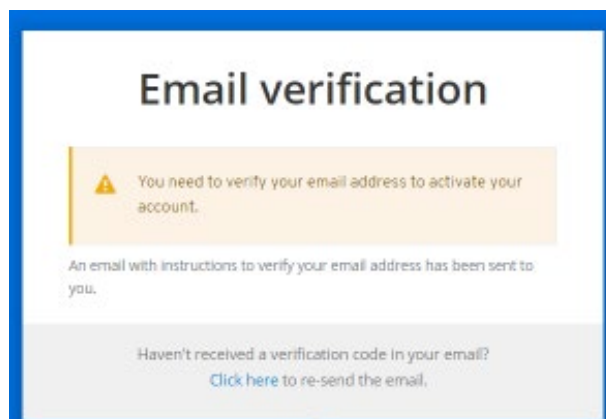 Email verification
You need to verify your email address to activate your
account.
An email with instructions to verify your email address has been sent to
you.
Haven't received a verification code in your email?
Click here to re-send the email.